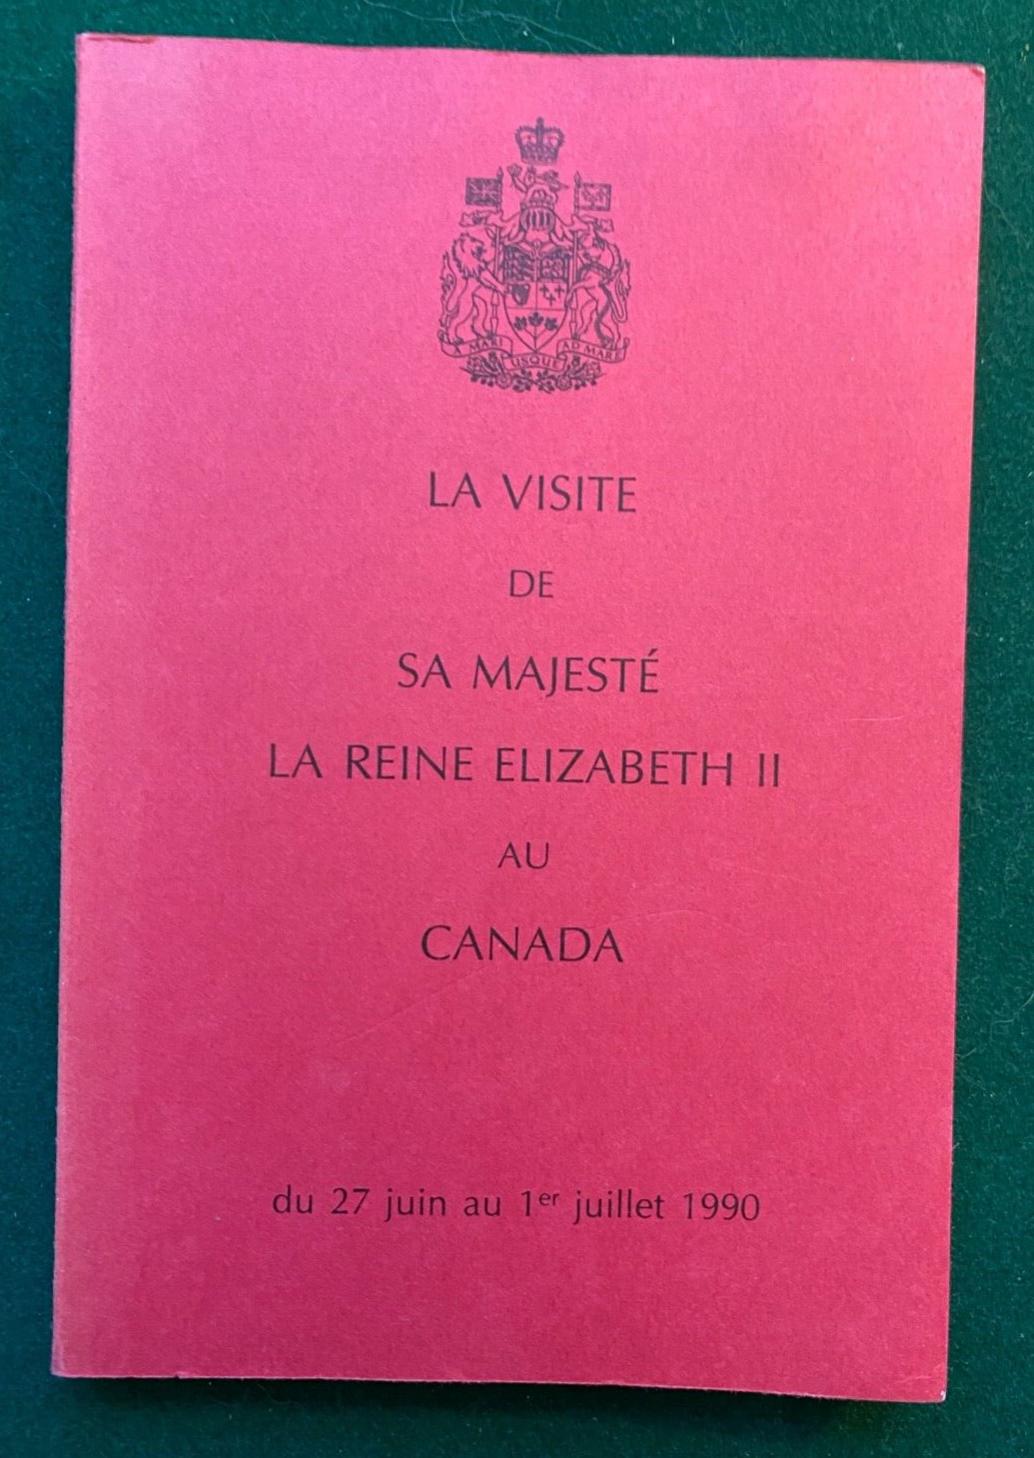 A MARI USQUE AD MARE
LA VISITE
DE
SA MAJESTÉ
LA REINE ELIZABETH II
AU
CANADA
du 27 juin au 1er juillet 1990